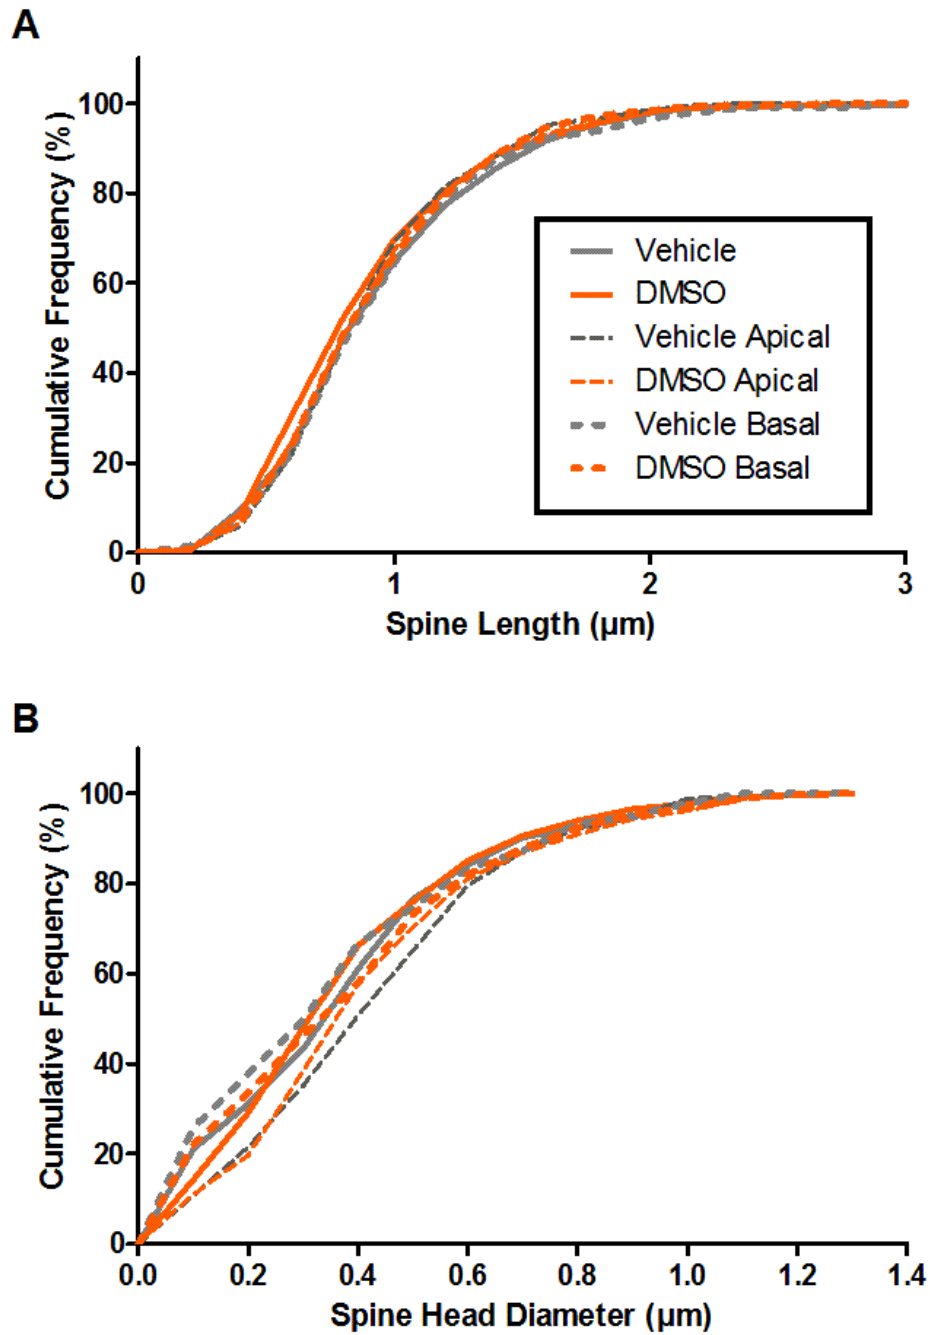 A
Cumulative Frequency (%)
100
80
60
40
20
0
0 1 2 3
Spine Length (μm)
Vehicle
DMSO
Vehicle Apical
DMSO Apical
Vehicle Basal
DMSO Basal
B
Cumulative Frequency (%)
100
80
60
40
20
0
0.0 0.2 0.4 0.6 0.8 1.0 1.2 1.4
Spine Head Diameter (μm)